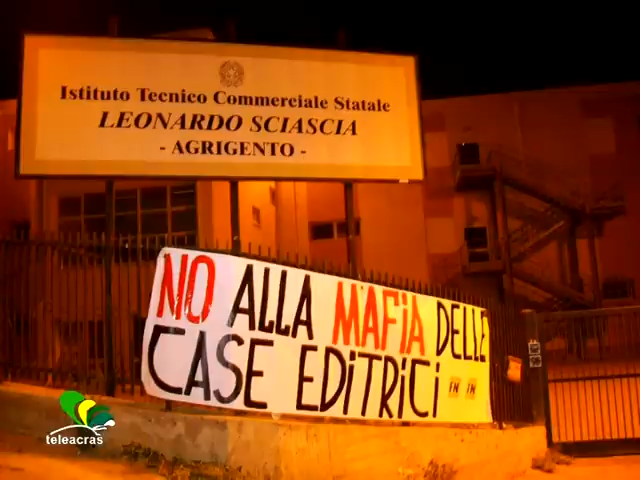 Istituto Tecnico Commerciale Statale
LEONARDO SCIASCIA
- AGRIGENTO -
NO ALLA MAFiA DELLE
CASE EDiTRiCi
teleacras